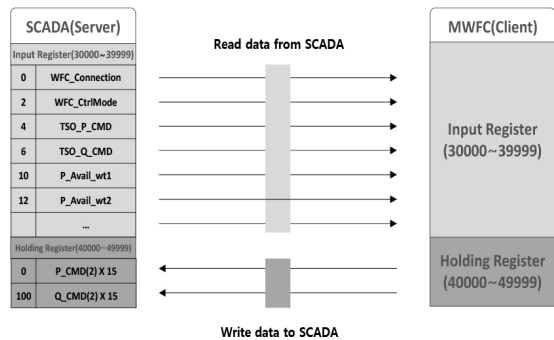 SCADA(Server)
Input Register(30000~39999)
0 WFC_Connection
2 WFC_CtrlMode
4 TSO_P_CMD
6 TSO_Q_CMD
10 P_Avail_wt1
12 P_Avail_wt2
...
Holding Register(40000~49999)
0 P_CMD(2) X 15
100 Q_CMD(2) X 15
Read data from SCADA
Write data to SCADA
MWFC(Client)
Input Register
(30000~39999)
Holding Register
(40000~49999)